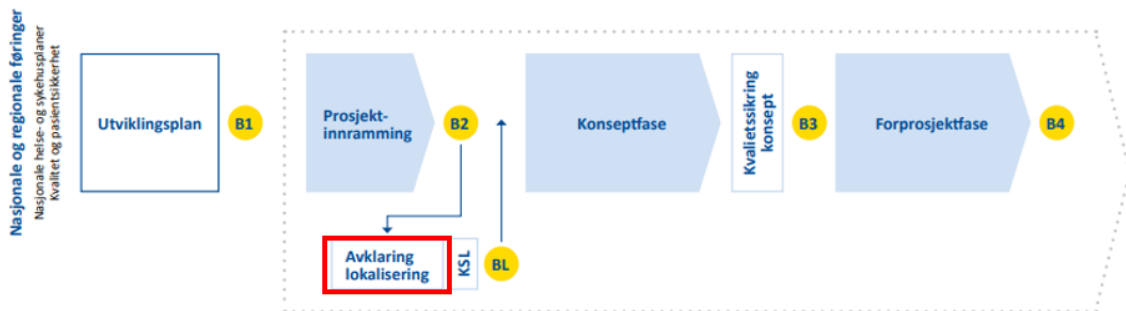 Nasjonale og regionale føringer
Nasjonale helse- og sykehusplaner
Kvalitet og pasientsikkerhet
Utviklingsplan
B1
Prosjekt-
innramming
B2
Konseptfase
Kvalietssikring
konsept
B3
Forprosjektfase
B4
Avklaring
lokalisering
KSL
BL